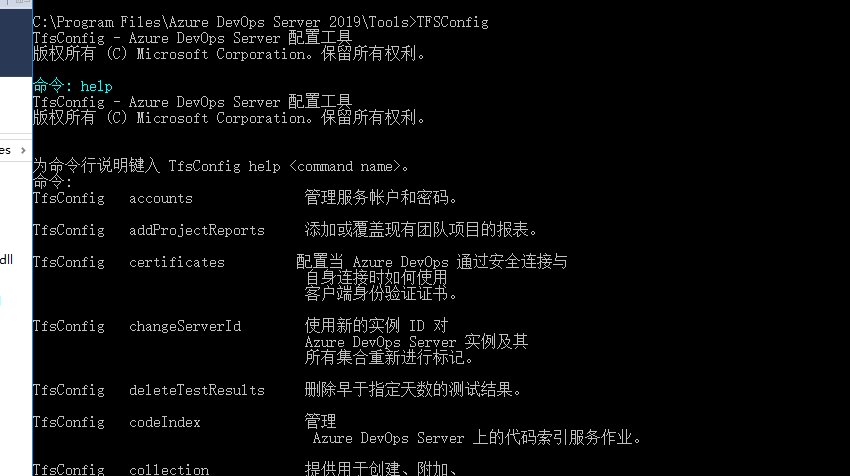 C:\Program Files\Azure DevOps Server 2019\Tools>TFSConfig
TfsConfig - Azure DevOps Server 配置工具
版权所有 (C) Microsoft Corporation。保留所有权利。
命令: help
TfsConfig - Azure DevOps Server 配置工具
版权所有 (C) Microsoft Corporation。保留所有权利。
es >
为命令行说明键入 TfsConfig help <command name>。
命令:
TfsConfig accounts 管理服务帐户和密码。
TfsConfig addProjectReports 添加或覆盖现有团队项目的报表。
dll
TfsConfig certificates 配置当 Azure DevOps 通过安全连接与
自身连接时如何使用
客户端身份验证证书。
TfsConfig changeServerId 使用新的实例 ID 对
Azure DevOps Server 实例及其
所有集合重新进行标记。
TfsConfig deleteTestResults 删除早于指定天数的测试结果。
TfsConfig codeIndex 管理
Azure DevOps Server 上的代码索引服务作业。
TfsConfig collection 提供用于创建、附加、